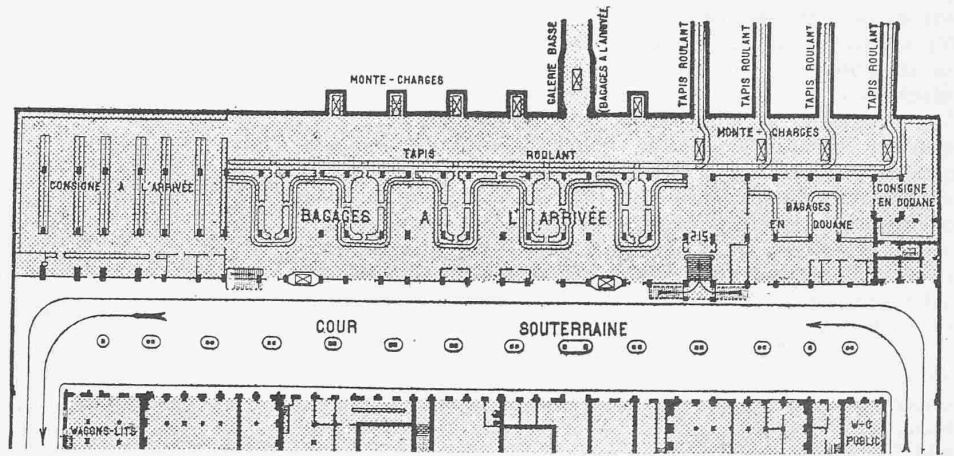 GALERIE BASSE
(BAGAGES A L'ARRIVÉE)
TAPIS ROULANT
TAPIS ROULANT
TAPIS ROULANT
TAPIS ROULANT
MONTE-CHARGES
MONTE-CHARGES
TAPIS ROULANT
CONSIGNE A L'ARRIVÉE
CONSIGNE
EN DOUANE
BAGAGES
EN DOUANE
BAGAGES A L'ARRIVÉE
215
COUR SOUTERRAINE
WAGONS-LITS
W-C
PUBLIC